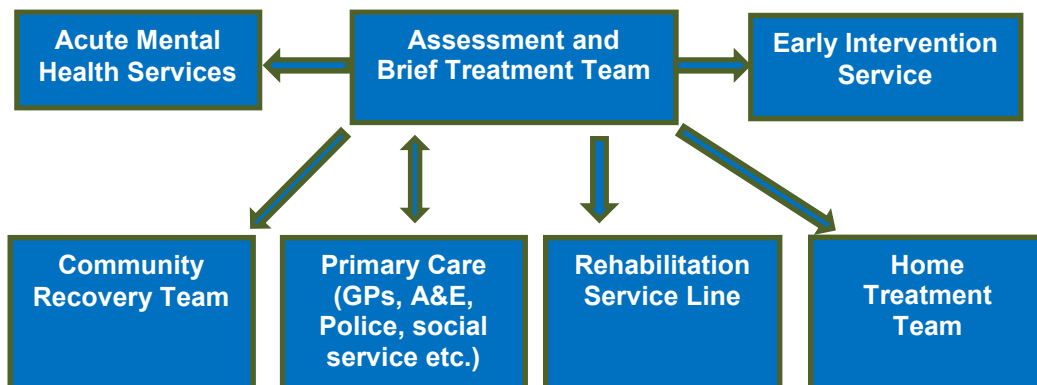 Acute Mental
Health Services
Assessment and
Brief Treatment Team
Early Intervention
Service
Community
Recovery Team
Primary Care
(GPs, A&E,
Police, social
service etc.)
Rehabilitation
Service Line
Home
Treatment
Team